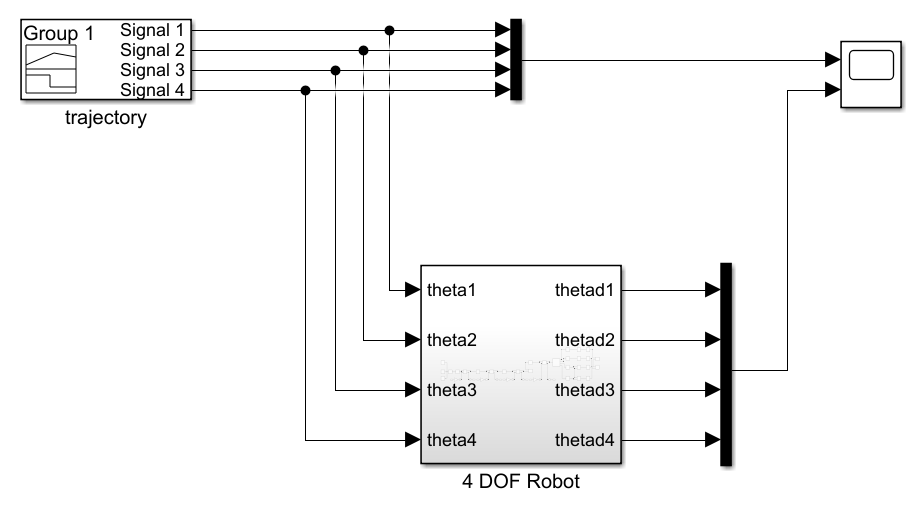 Group 1
Signal 1
Signal 2
Signal 3
Signal 4
trajectory
theta1
thetad1
theta2
thetad2
theta3
thetad3
theta4
thetad4
4 DOF Robot